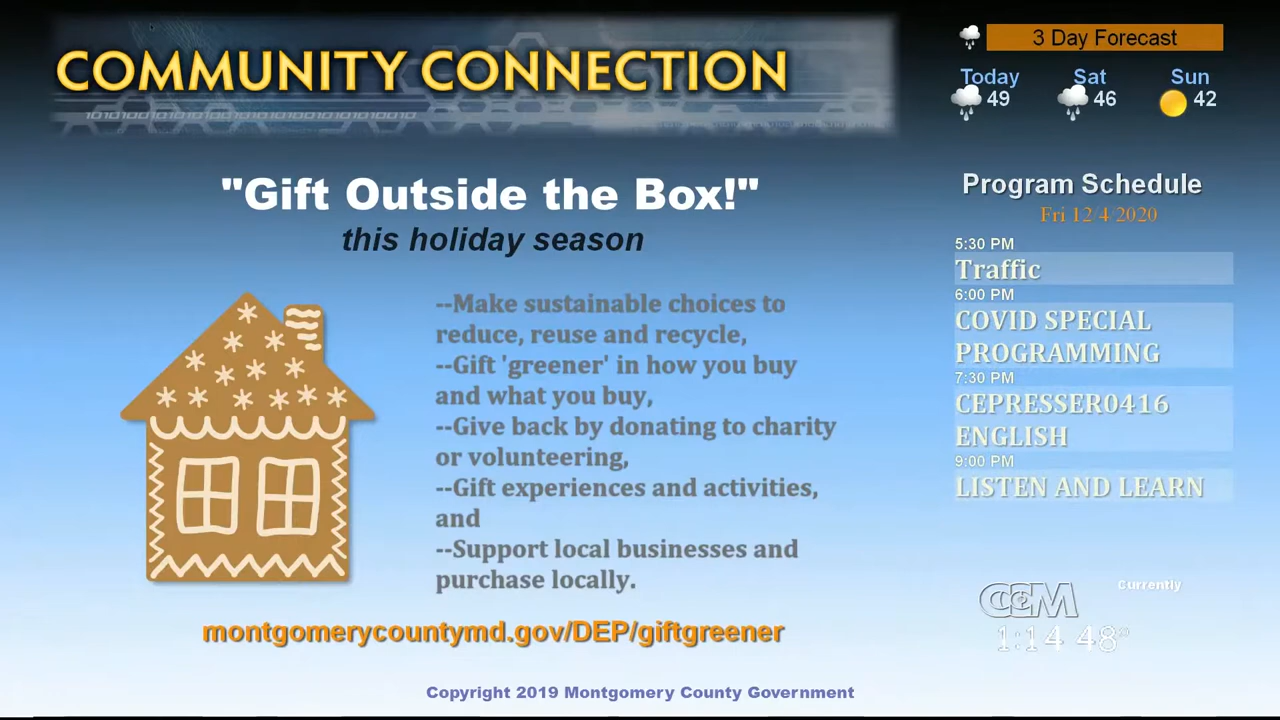 COMMUNITY CONNECTION
101010010101010101010010101010
3 Day Forecast
Today Sat Sun
49 46 42
"Gift Outside the Box!"
this holiday season
--Make sustainable choices to
reduce, reuse and recycle,
--Gift 'greener' in how you buy
and what you buy,
--Give back by donating to charity
or volunteering,
--Gift experiences and activities,
and
--Support local businesses and
purchase locally.
montgomerycountymd.gov/DEP/giftgreener
Program Schedule
Fri 12/4/2020
5:30 PM
Traffic
6:00 PM
COVID SPECIAL
PROGRAMMING
7:30 PM
CEPRESSER0416
ENGLISH
9:00 PM
LISTEN AND LEARN
CCM
Currently
1:14 48°
Copyright 2019 Montgomery County Government